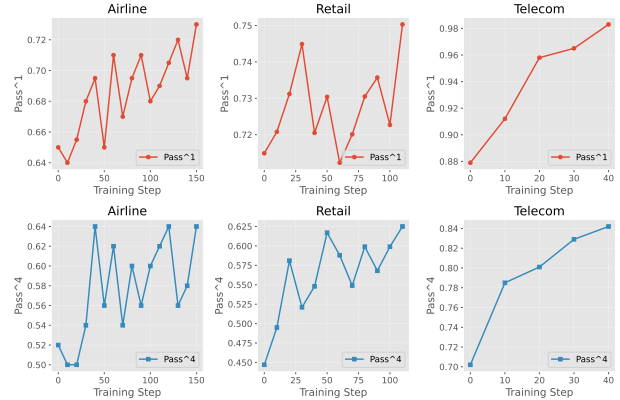 Airline
Retail
Telecom
Pass^1
0.72
0.70
0.68
0.66
0.64
0
50
100
150
Training Step
Pass^1
Pass^1
0.75
0.74
0.73
0.72
0
25
50
75
100
Training Step
Pass^1
Pass^1
0.98
0.96
0.94
0.92
0.90
0.88
0
10
20
30
40
Training Step
Pass^1
Airline
Retail
Telecom
Pass^4
0.64
0.62
0.60
0.58
0.56
0.54
0.52
0.50
0
50
100
150
Training Step
Pass^4
Pass^4
0.625
0.600
0.575
0.550
0.525
0.500
0.475
0.450
0
25
50
75
100
Training Step
Pass^4
Pass^4
0.84
0.82
0.80
0.78
0.76
0.74
0.72
0.70
0
10
20
30
40
Training Step
Pass^4